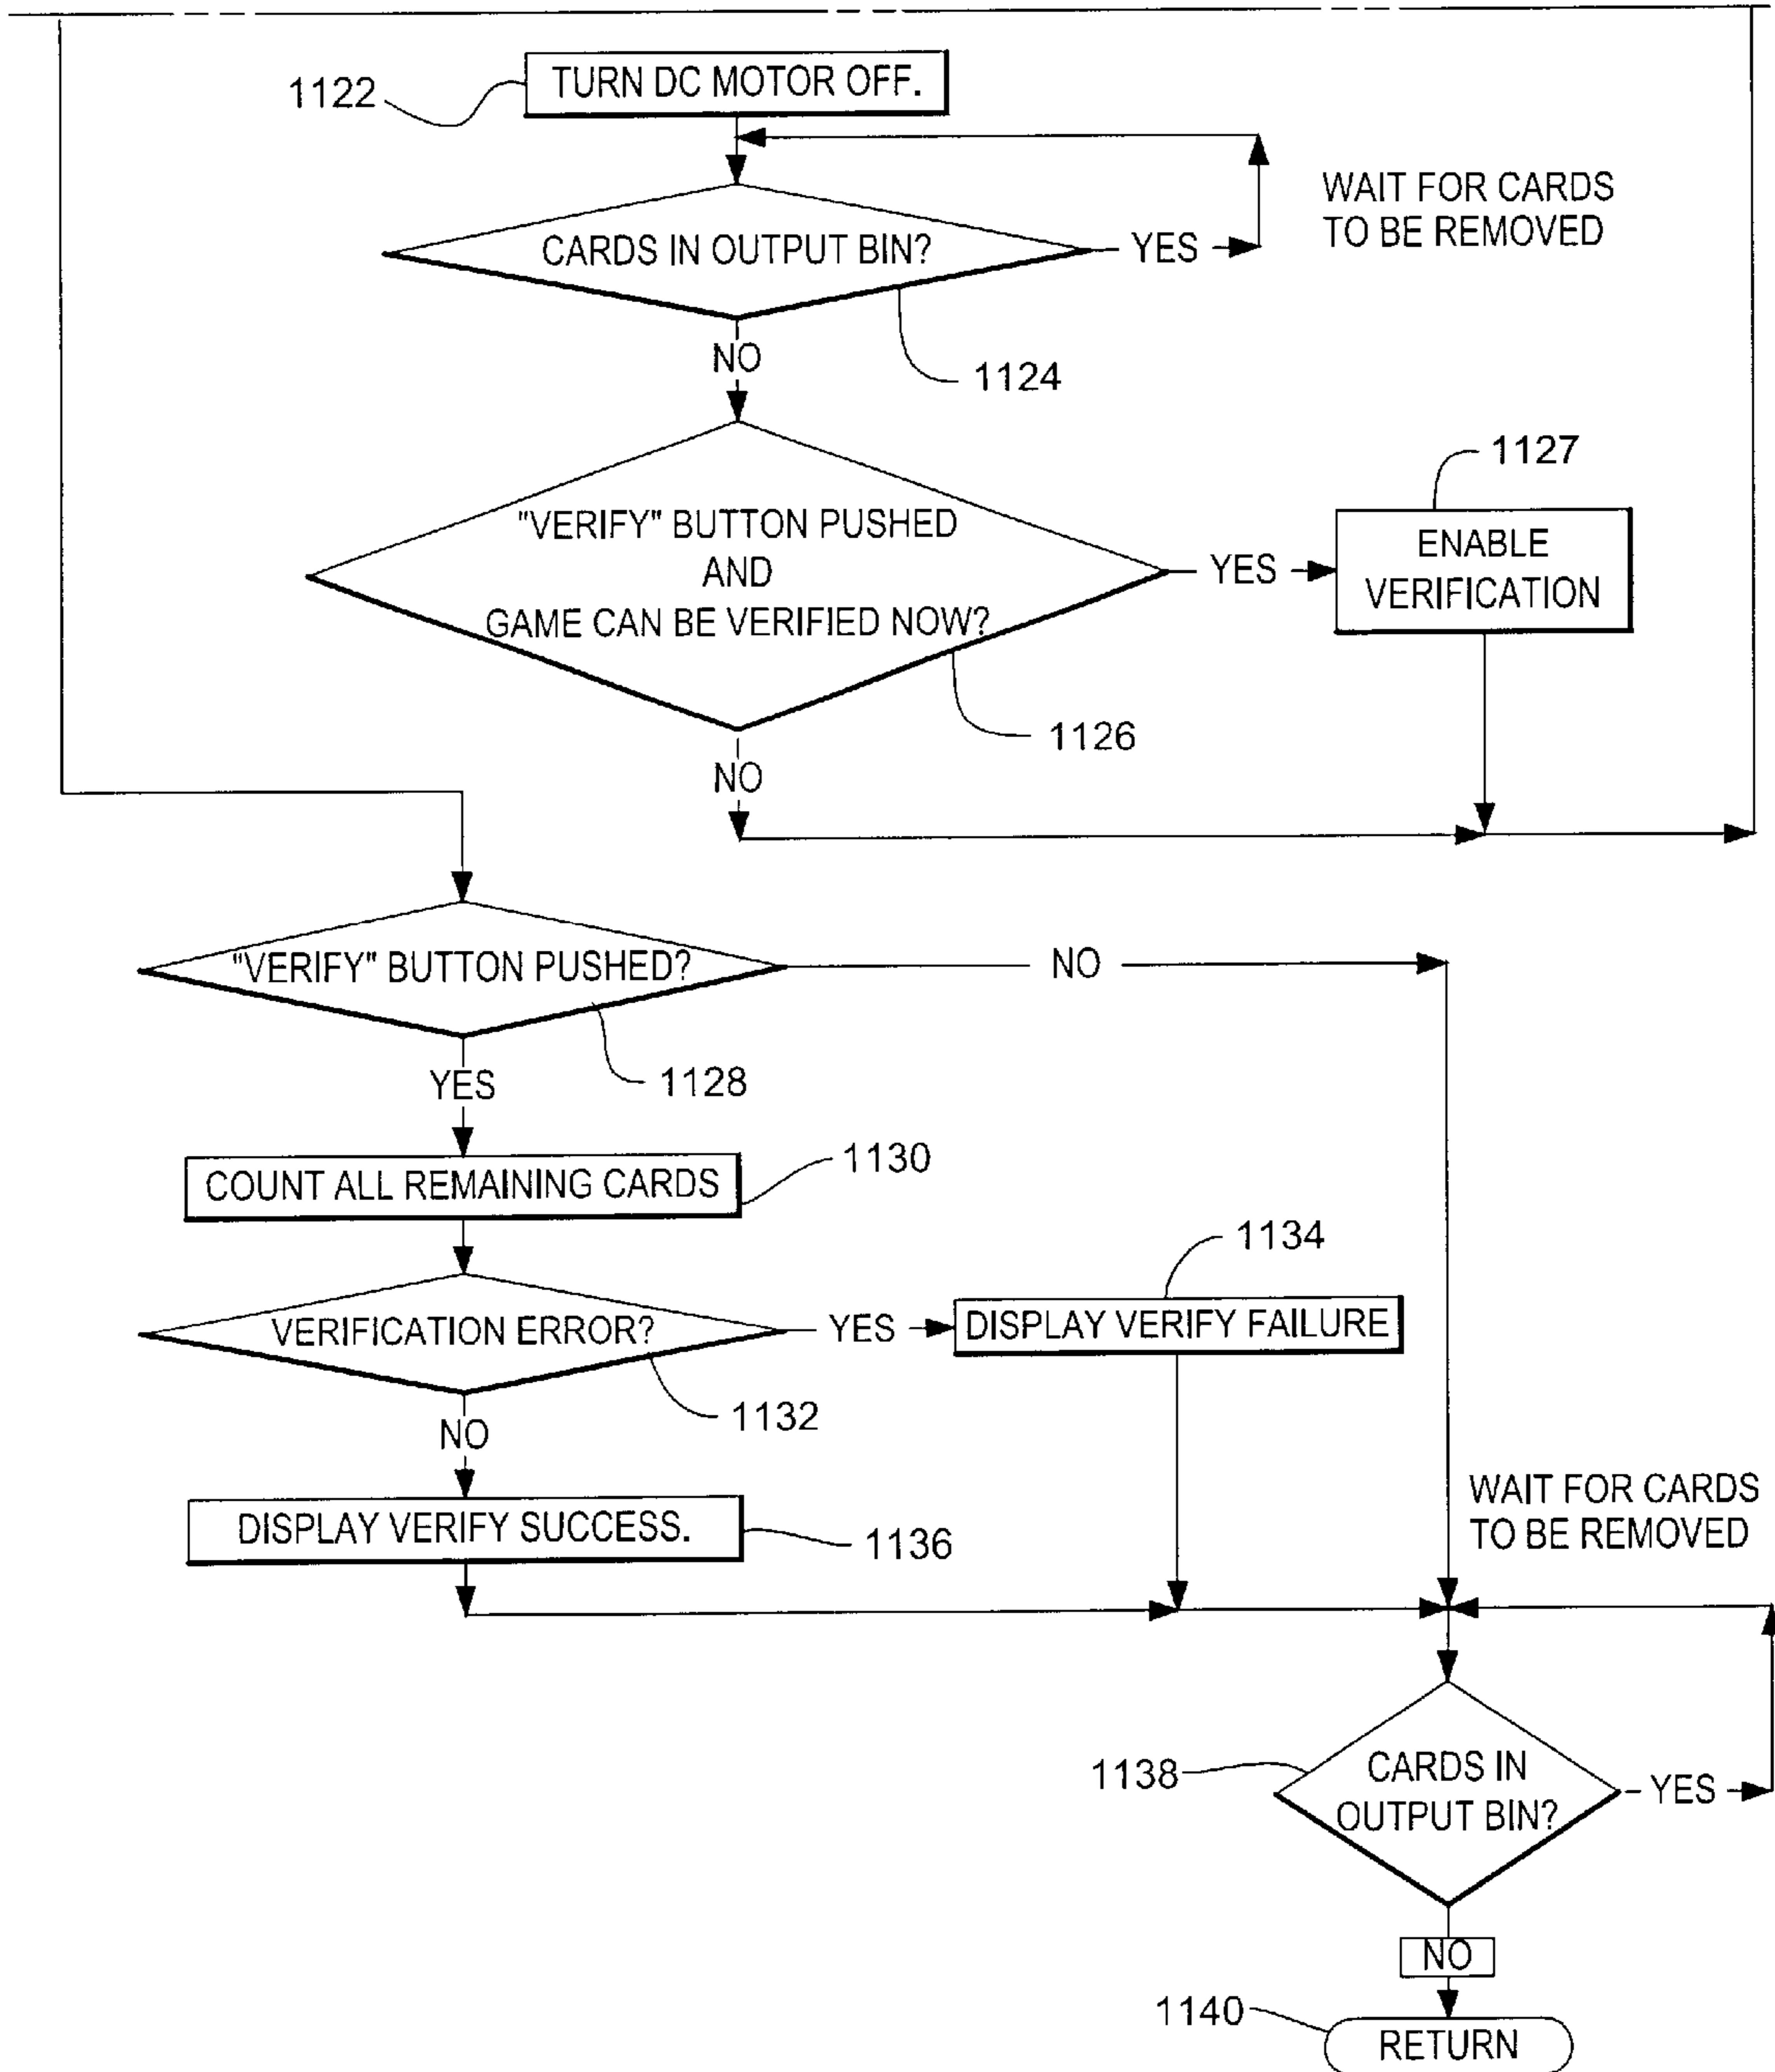 1122
TURN DC MOTOR OFF.
WAIT FOR CARDS
TO BE REMOVED
CARDS IN OUTPUT BIN?
YES
NO
1124
1127
"VERIFY" BUTTON PUSHED
AND
GAME CAN BE VERIFIED NOW?
YES
ENABLE
VERIFICATION
1126
NO
"VERIFY" BUTTON PUSHED?
NO
1128
YES
1130
COUNT ALL REMAINING CARDS
1134
VERIFICATION ERROR?
YES
DISPLAY VERIFY FAILURE
1132
NO
WAIT FOR CARDS
TO BE REMOVED
DISPLAY VERIFY SUCCESS.
1136
1138
CARDS IN
OUTPUT BIN?
YES
NO
1140
RETURN